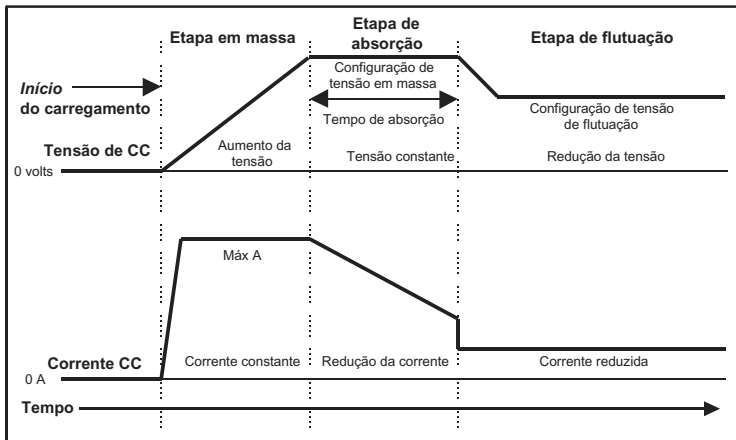 Etapa em massa
Etapa de
absorção
Etapa de flutuação
Início
do carregamento
Configuração de
tensão em massa
Tempo de absorção
Configuração de tensão
de flutuação
Tensão de CC
0 volts
Aumento da
tensão
Tensão constante
Redução da tensão
Máx A
Corrente CC
0 A
Corrente constante
Redução da corrente
Corrente reduzida
Tempo